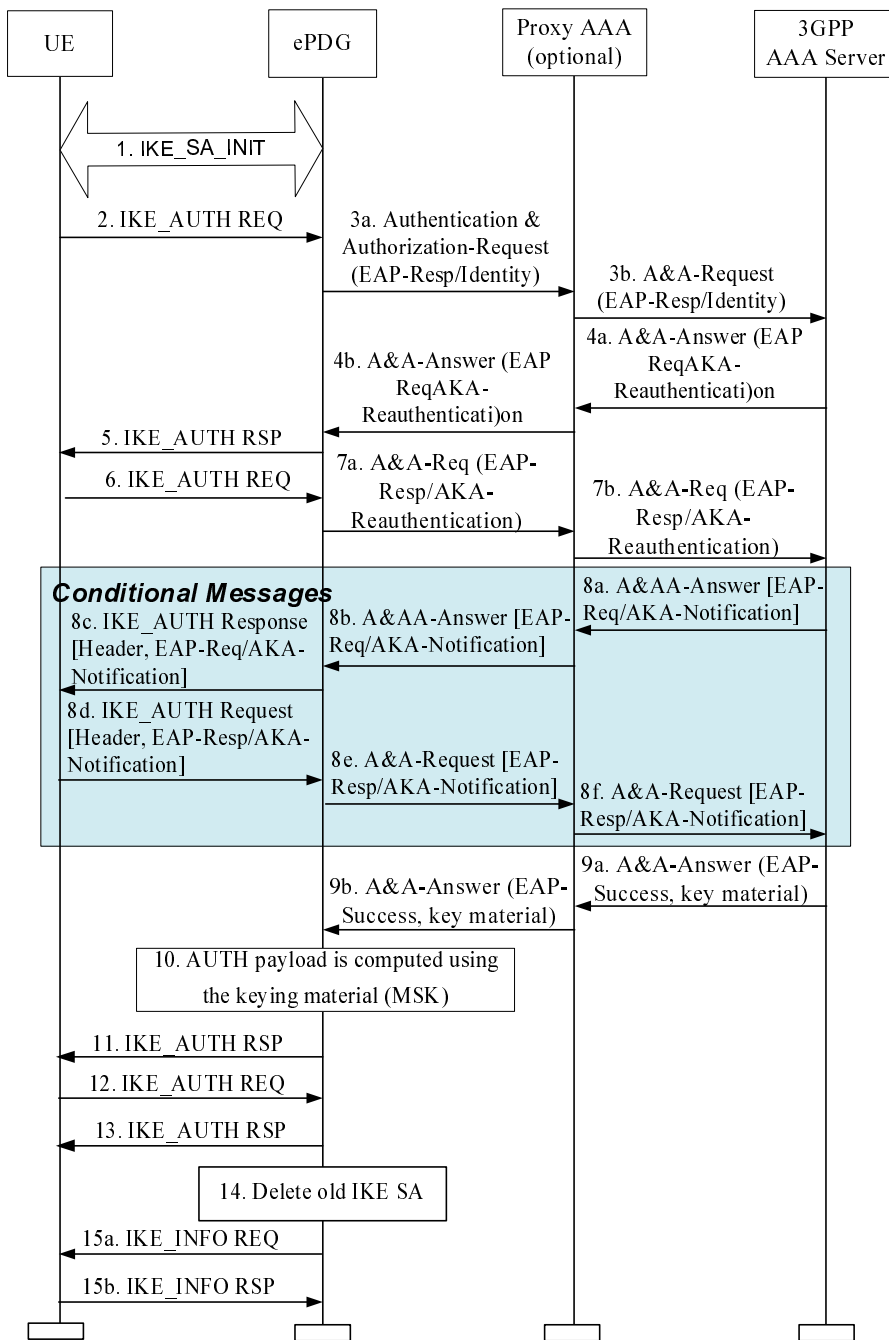 UE
ePDG
Proxy AAA
(optional)
3GPP
AAA Server
1. IKE_SA_INIT
2. IKE_AUTH REQ
3a. Authentication &
Authorization-Request
(EAP-Resp/Identity)
3b. A&A-Request
(EAP-Resp/Identity)
4a. A&A-Answer (EAP
ReqAKA-
Reauthenticati)on
4b. A&A-Answer (EAP
ReqAKA-
Reauthenticati)on
5. IKE_AUTH RSP
6. IKE_AUTH REQ
7a. A&A-Req (EAP-
Resp/AKA-
Reauthentication)
7b. A&A-Req (EAP-
Resp/AKA-
Reauthentication)
Conditional Messages
8a. A&AA-Answer [EAP-
Req/AKA-Notification]
8b. A&AA-Answer [EAP-
Req/AKA-Notification]
8c. IKE_AUTH Response
[Header, EAP-Req/AKA-
Notification]
8d. IKE_AUTH Request
[Header, EAP-Resp/AKA-
Notification]
8e. A&A-Request [EAP-
Resp/AKA-Notification]
8f. A&A-Request [EAP-
Resp/AKA-Notification]
9a. A&A-Answer (EAP-
Success, key material)
9b. A&A-Answer (EAP-
Success, key material)
10. AUTH payload is computed using
the keying material (MSK)
11. IKE_AUTH RSP
12. IKE_AUTH REQ
13. IKE_AUTH RSP
14. Delete old IKE SA
15a. IKE_INFO REQ
15b. IKE_INFO RSP